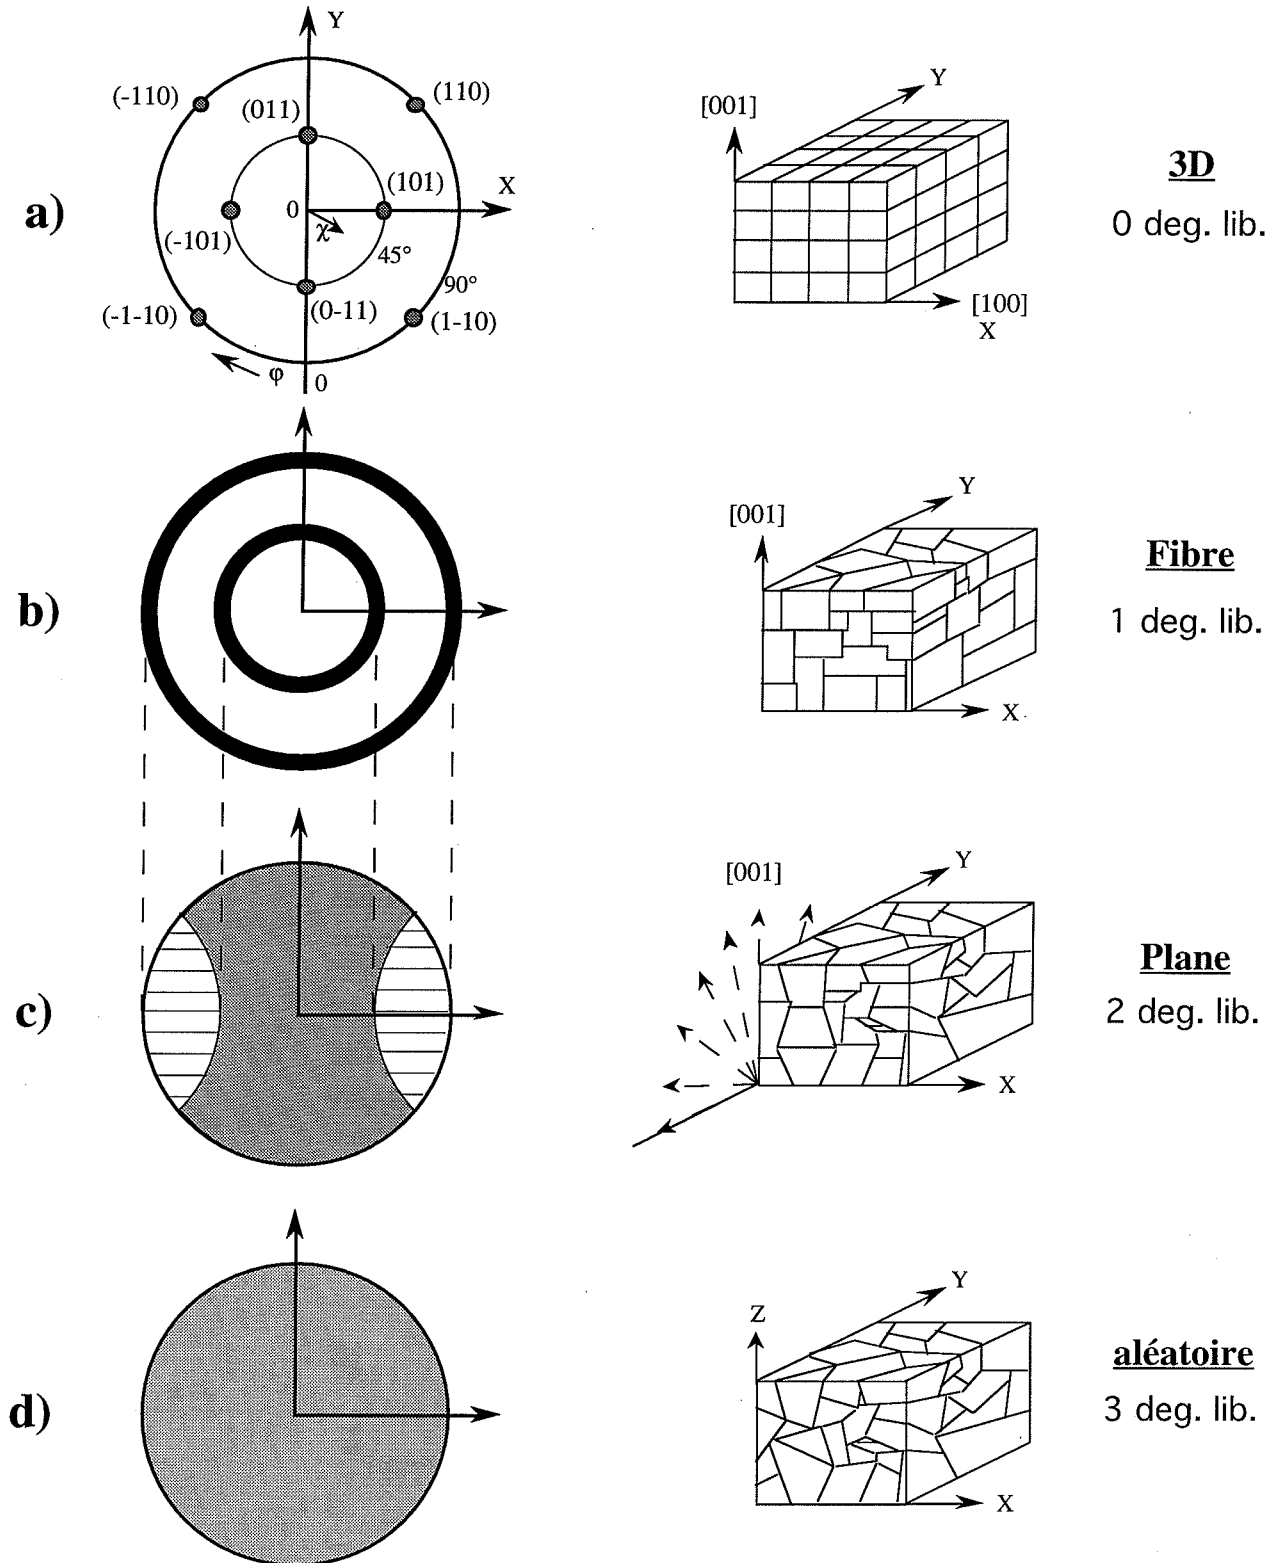 a)
Y
(-110)
(110)
(011)
(101)
X
0
χ
(-101)
45°
90°
(0-11)
(-1-10)
(1-10)
φ
0
[001]
Y
[100]
X
3D
0 deg. lib.
b)
[001]
Y
X
Fibre
1 deg. lib.
c)
[001]
Y
X
Plane
2 deg. lib.
d)
Z
Y
X
aléatoire
3 deg. lib.